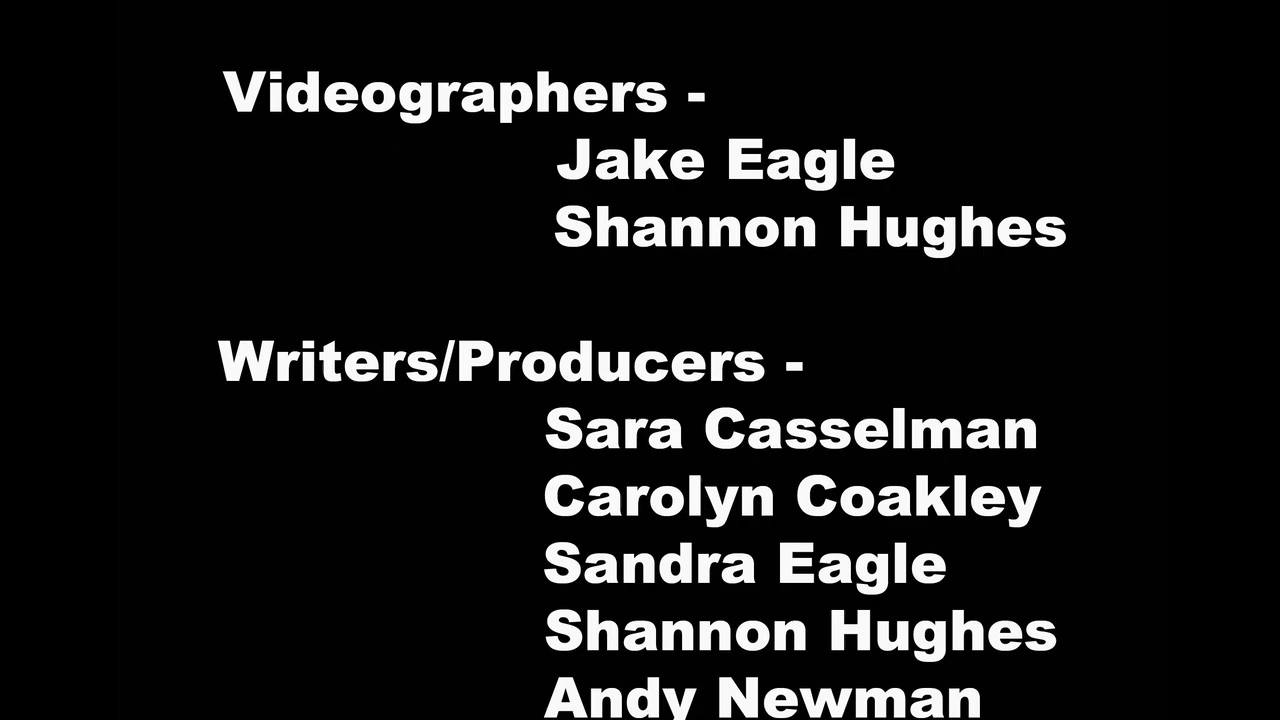 Videographers -
Jake Eagle
Shannon Hughes
Writers/Producers -
Sara Casselman
Carolyn Coakley
Sandra Eagle
Shannon Hughes
Andy Newman